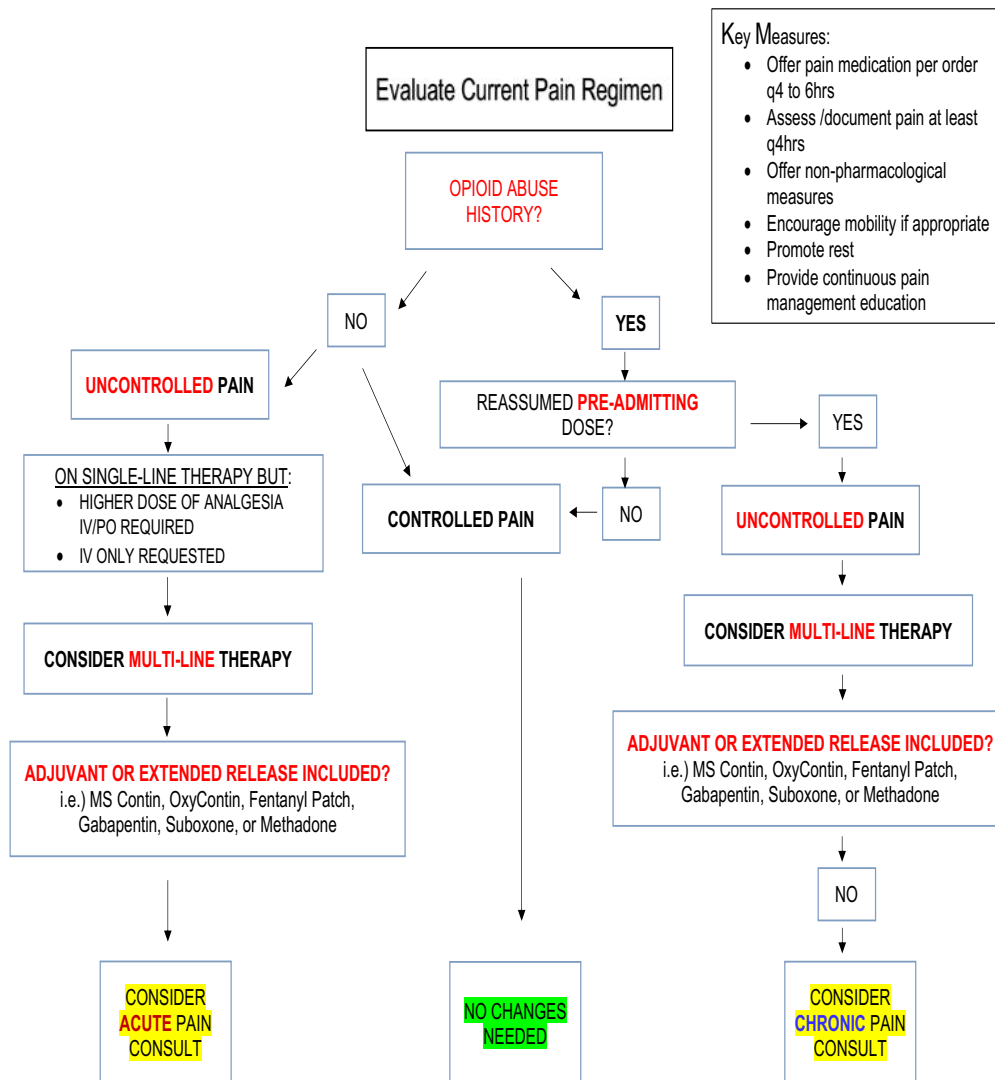 Evaluate Current Pain Regimen
Key Measures:
• Offer pain medication per order
q4 to 6hrs
• Assess /document pain at least
q4hrs
• Offer non-pharmacological
measures
• Encourage mobility if appropriate
• Promote rest
• Provide continuous pain
management education
OPIOID ABUSE
HISTORY?
NO
YES
UNCONTROLLED PAIN
REASSUMED PRE-ADMITTING
DOSE?
YES
ON SINGLE-LINE THERAPY BUT:
• HIGHER DOSE OF ANALGESIA
IV/PO REQUIRED
• IV ONLY REQUESTED
CONTROLLED PAIN
NO
UNCONTROLLED PAIN
CONSIDER MULTI-LINE THERAPY
CONSIDER MULTI-LINE THERAPY
ADJUVANT OR EXTENDED RELEASE INCLUDED?
i.e.) MS Contin, OxyContin, Fentanyl Patch,
Gabapentin, Suboxone, or Methadone
ADJUVANT OR EXTENDED RELEASE INCLUDED?
i.e.) MS Contin, OxyContin, Fentanyl Patch,
Gabapentin, Suboxone, or Methadone
NO
CONSIDER
ACUTE PAIN
CONSULT
NO CHANGES
NEEDED
CONSIDER
CHRONIC PAIN
CONSULT